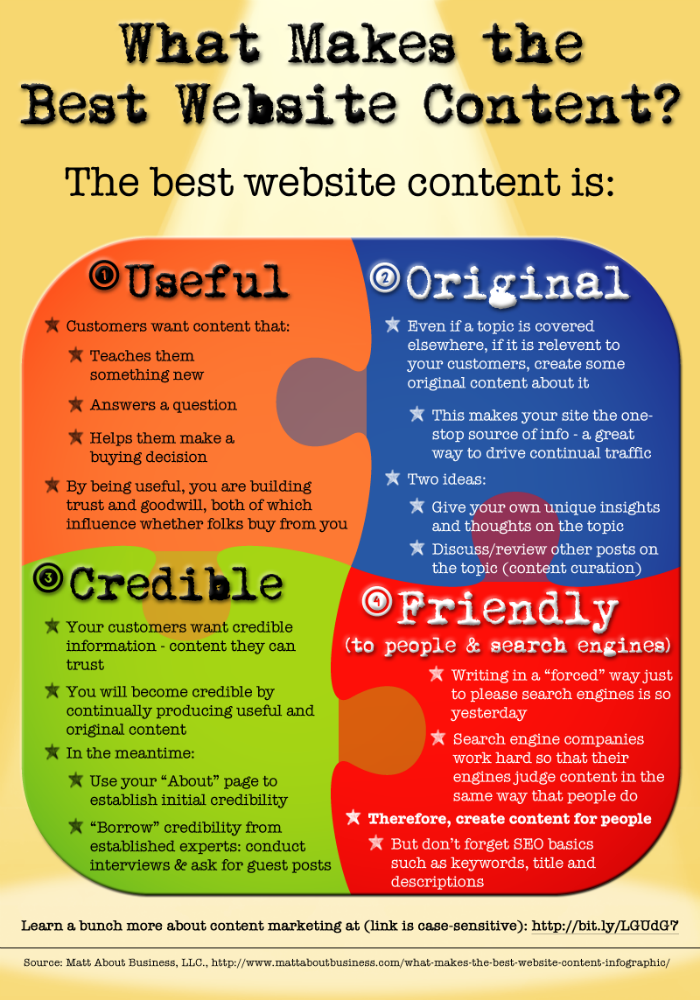 What Makes the
Best Website Content?
The best website content is:
1 Useful
Customers want content that:
Teaches them
something new
Answers a question
Helps them make a
buying decision
By being useful, you are building
trust and goodwill, both of which
influence whether folks buy from you
2 Original
Even if a topic is covered
elsewhere, if it is relevent to
your customers, create some
original content about it
This makes your site the one-
stop source of info - a great
way to drive continual traffic
Two ideas:
Give your own unique insights
and thoughts on the topic
Discuss/review other posts on
the topic (content curation)
3 Credible
Your customers want credible
information - content they can
trust
You will become credible by
continually producing useful and
original content
In the meantime:
Use your “About” page to
establish initial credibility
“Borrow” credibility from
established experts: conduct
interviews & ask for guest posts
4 Friendly
(to people & search engines)
Writing in a “forced” way just
to please search engines is so
yesterday
Search engine companies
work hard so that their
engines judge content in the
same way that people do
Therefore, create content for people
But don’t forget SEO basics
such as keywords, title and
descriptions
Learn a bunch more about content marketing at (link is case-sensitive): http://bit.ly/LGUdG7
Source: Matt About Business, LLC., http://www.mattaboutbusiness.com/what-makes-the-best-website-content-infographic/